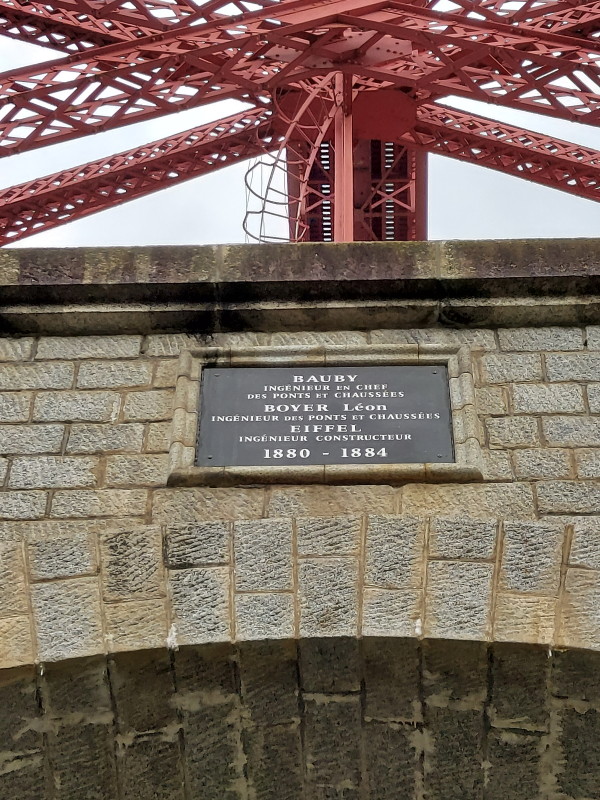 BAUBY
INGÉNIEUR EN CHEF
DES PONTS ET CHAUSSÉES
BOYER Léon
INGÉNIEUR DES PONTS ET CHAUSSÉES
EIFFEL
INGÉNIEUR CONSTRUCTEUR
1880 - 1884